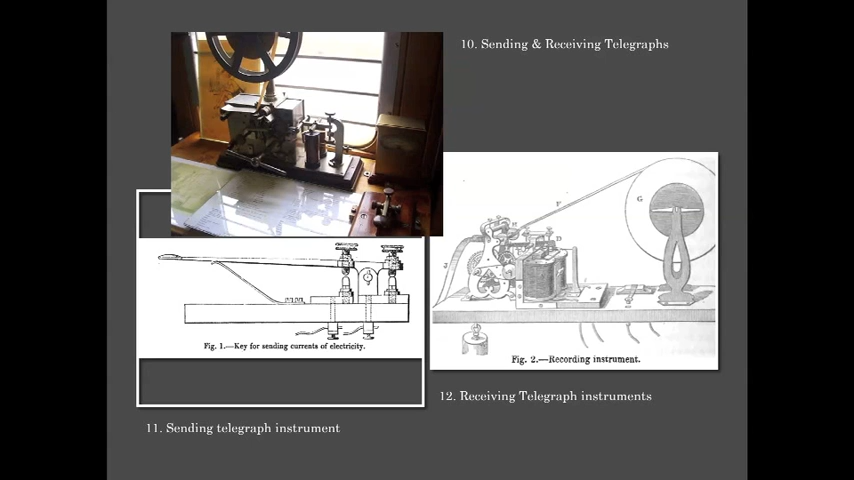 10. Sending & Receiving Telegraphs
F
G
D
J
Fig. 1.—Key for sending currents of electricity.
Fig. 2.—Recording instrument.
12. Receiving Telegraph instruments
11. Sending telegraph instrument